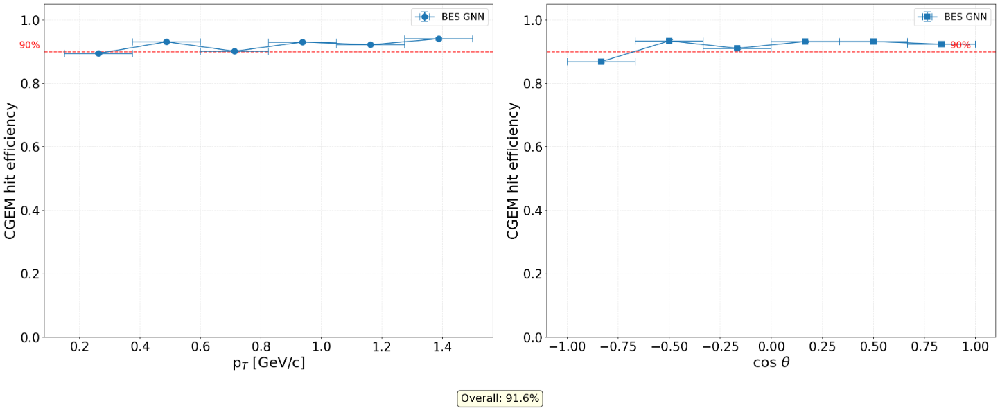 1.0
0.8
0.6
0.4
0.2
0.0
90%
CGEM hit efficiency
BES GNN
0.2 0.4 0.6 0.8 1.0 1.2 1.4
p_T [GeV/c]
1.0
0.8
0.6
0.4
0.2
0.0
CGEM hit efficiency
BES GNN
90%
−1.00 −0.75 −0.50 −0.25 0.00 0.25 0.50 0.75 1.00
cos θ
Overall: 91.6%